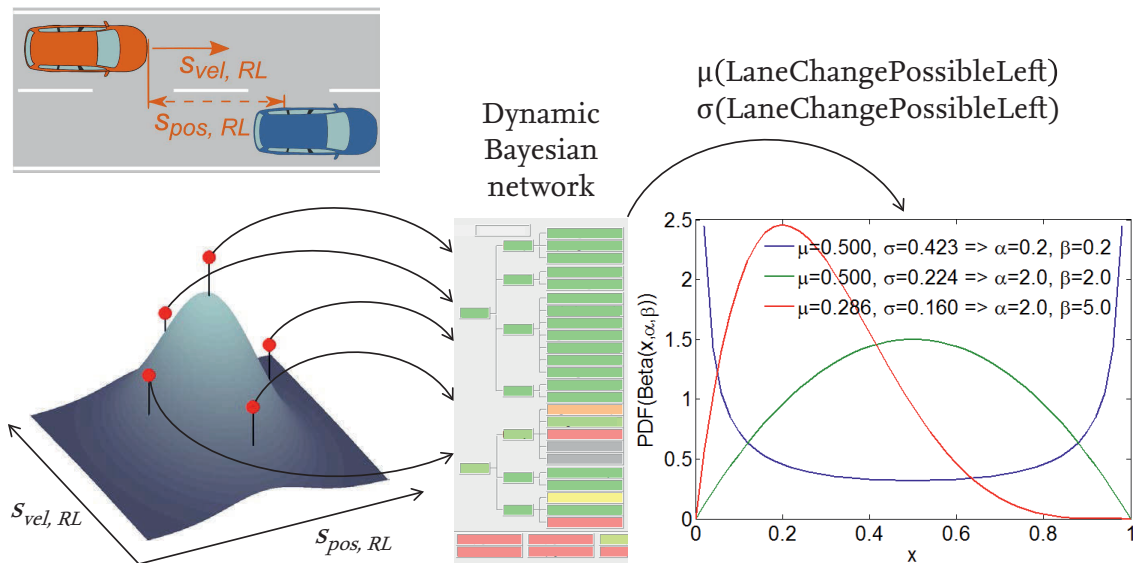 s_vel, RL
s_pos, RL
Dynamic
Bayesian
network
μ(LaneChangePossibleLeft)
σ(LaneChangePossibleLeft)
s_vel, RL
s_pos, RL
PDF(Beta(x,α,β))
2.5
2
1.5
1
0.5
0
μ=0.500, σ=0.423 => α=0.2, β=0.2
μ=0.500, σ=0.224 => α=2.0, β=2.0
μ=0.286, σ=0.160 => α=2.0, β=5.0
0 0.2 0.4 0.6 0.8 1
x